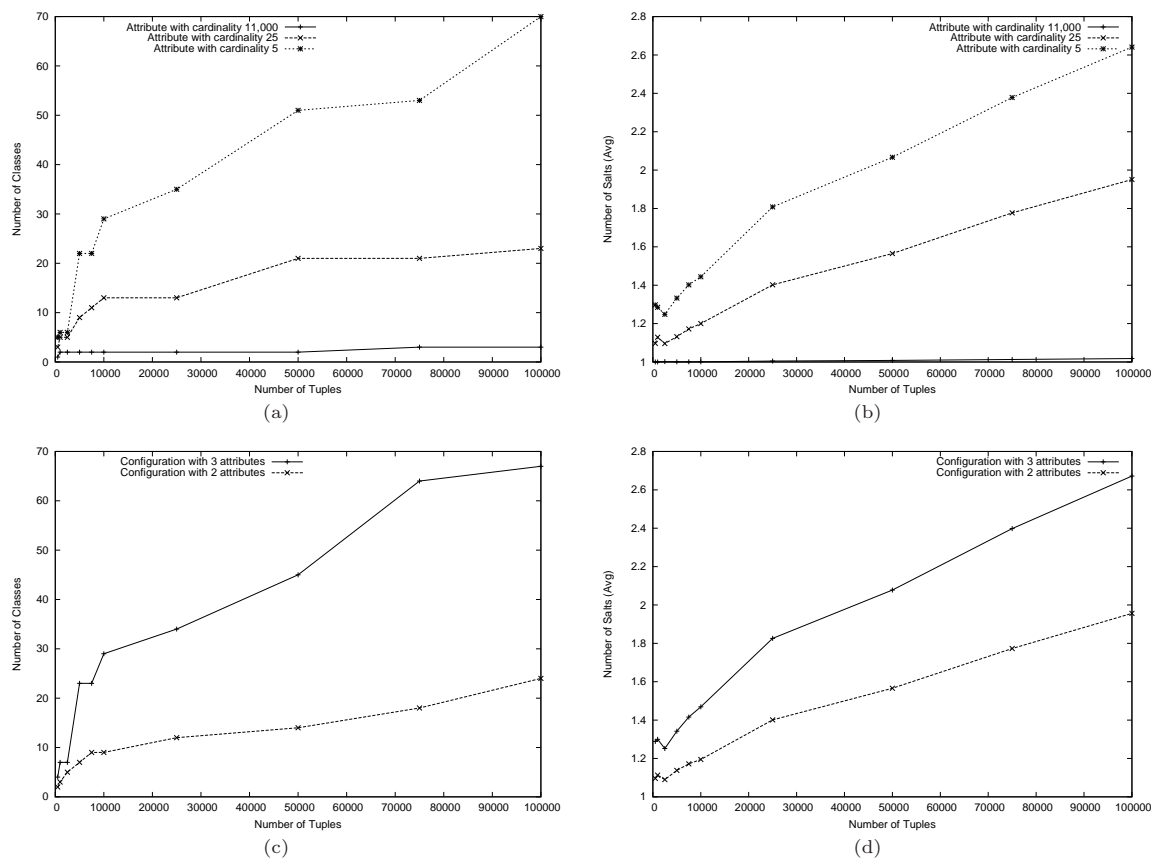 Attribute with cardinality 11,000
Attribute with cardinality 25
Attribute with cardinality 5
Number of Classes
70
60
50
40
30
20
10
0
0 10000 20000 30000 40000 50000 60000 70000 80000 90000 100000
Number of Tuples
(a)
Attribute with cardinality 11,000
Attribute with cardinality 25
Attribute with cardinality 5
Number of Salts (Avg)
2.8
2.6
2.4
2.2
2
1.8
1.6
1.4
1.2
1
0 10000 20000 30000 40000 50000 60000 70000 80000 90000 100000
Number of Tuples
(b)
Configuration with 3 attributes
Configuration with 2 attributes
Number of Classes
70
60
50
40
30
20
10
0
0 10000 20000 30000 40000 50000 60000 70000 80000 90000 100000
Number of Tuples
(c)
Configuration with 3 attributes
Configuration with 2 attributes
Number of Salts (Avg)
2.8
2.6
2.4
2.2
2
1.8
1.6
1.4
1.2
1
0 10000 20000 30000 40000 50000 60000 70000 80000 90000 100000
Number of Tuples
(d)